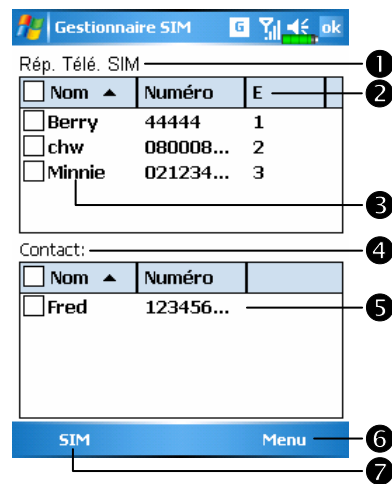 Gestionnaire SIM G ok
Rép. Télé. SIM 1
Nom Numéro E 2
Berry 44444 1
chw 080008... 2
Minnie 021234... 3
3
Contact: 4
Nom Numéro
Fred 123456... 5
SIM Menu 6
7